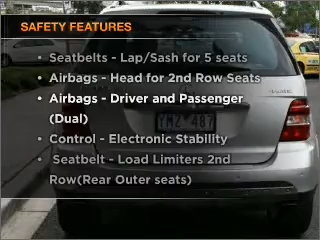 SAFETY FEATURES
• Seatbelts - Lap/Sash for 5 seats
• Airbags - Head for 2nd Row Seats
• Airbags - Driver and Passenger
(Dual)
• Control - Electronic Stability
• Seatbelt - Load Limiters 2nd
Row(Rear Outer seats)